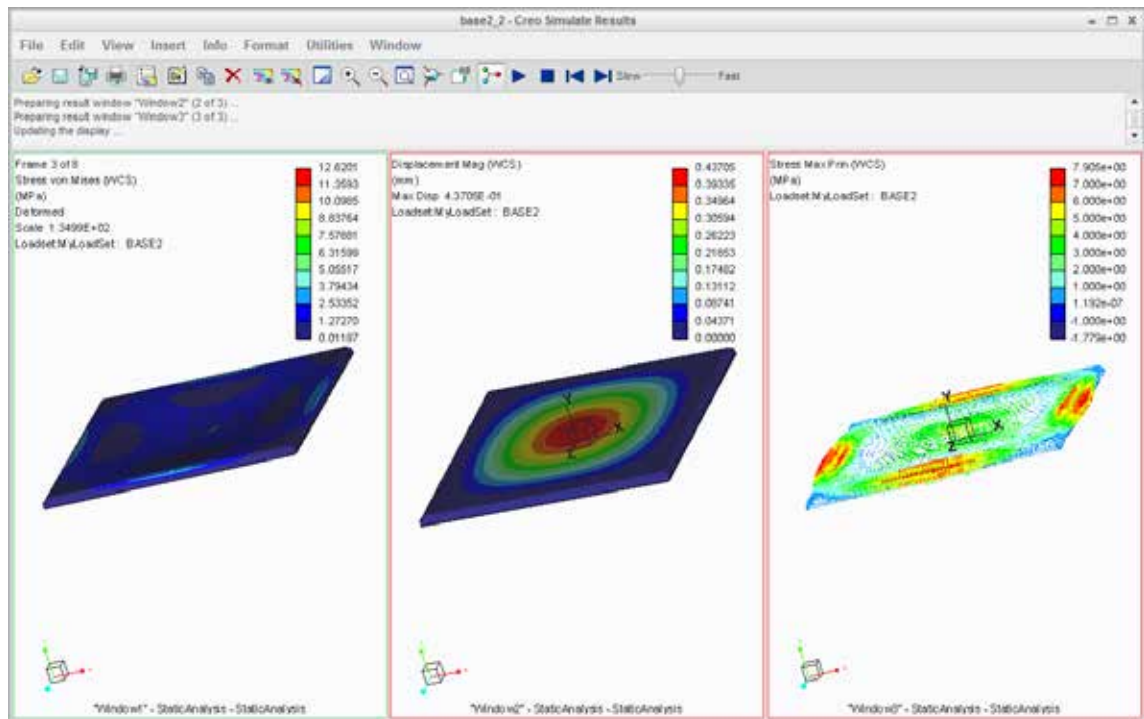 base2_2 - Creo Simulate Results
File Edit View Insert Info Format Utilities Window
Slow Fast
Preparing result window "Window2" (2 of 3) ...
Preparing result window "Window3" (3 of 3) ...
Updating the display ...
Frame 3 of 8
Stress von Mises (WCS)
(MPa)
Deformed
Scale 1.3499E+02
Loadset:MyLoadSet : BASE2
12.6201
11.3593
10.0985
8.83764
7.57681
6.31599
5.05517
3.79434
2.53352
1.27270
0.01187
Displacement Mag (WCS)
(mm)
Max Disp 4.3705E-01
Loadset:MyLoadSet : BASE2
0.43705
0.39335
0.34964
0.30594
0.26223
0.21853
0.17482
0.13112
0.08741
0.04371
0.00000
Stress Max Prin (WCS)
(MPa)
Loadset:MyLoadSet : BASE2
7.905e+00
7.000e+00
6.000e+00
5.000e+00
4.000e+00
3.000e+00
2.000e+00
1.000e+00
1.192e-07
-1.000e+00
-1.779e+00
Y
X
Z
Y
X
Z
"Window1" - StaticAnalysis - StaticAnalysis
"Window2" - StaticAnalysis - StaticAnalysis
"Window3" - StaticAnalysis - StaticAnalysis